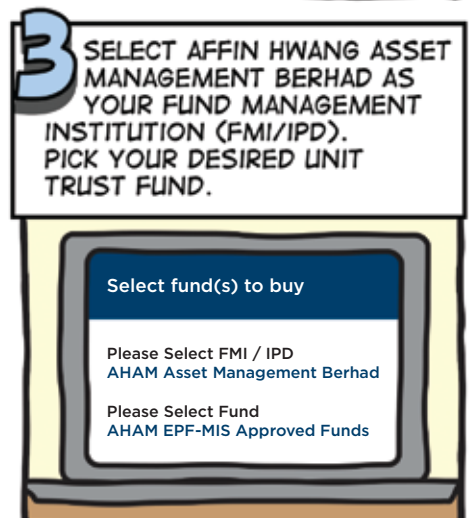 3
SELECT AFFIN HWANG ASSET
MANAGEMENT BERHAD AS
YOUR FUND MANAGEMENT
INSTITUTION (FMI/IPD).
PICK YOUR DESIRED UNIT
TRUST FUND.
Select fund(s) to buy
Please Select FMI / IPD
AHAM Asset Management Berhad
Please Select Fund
AHAM EPF-MIS Approved Funds